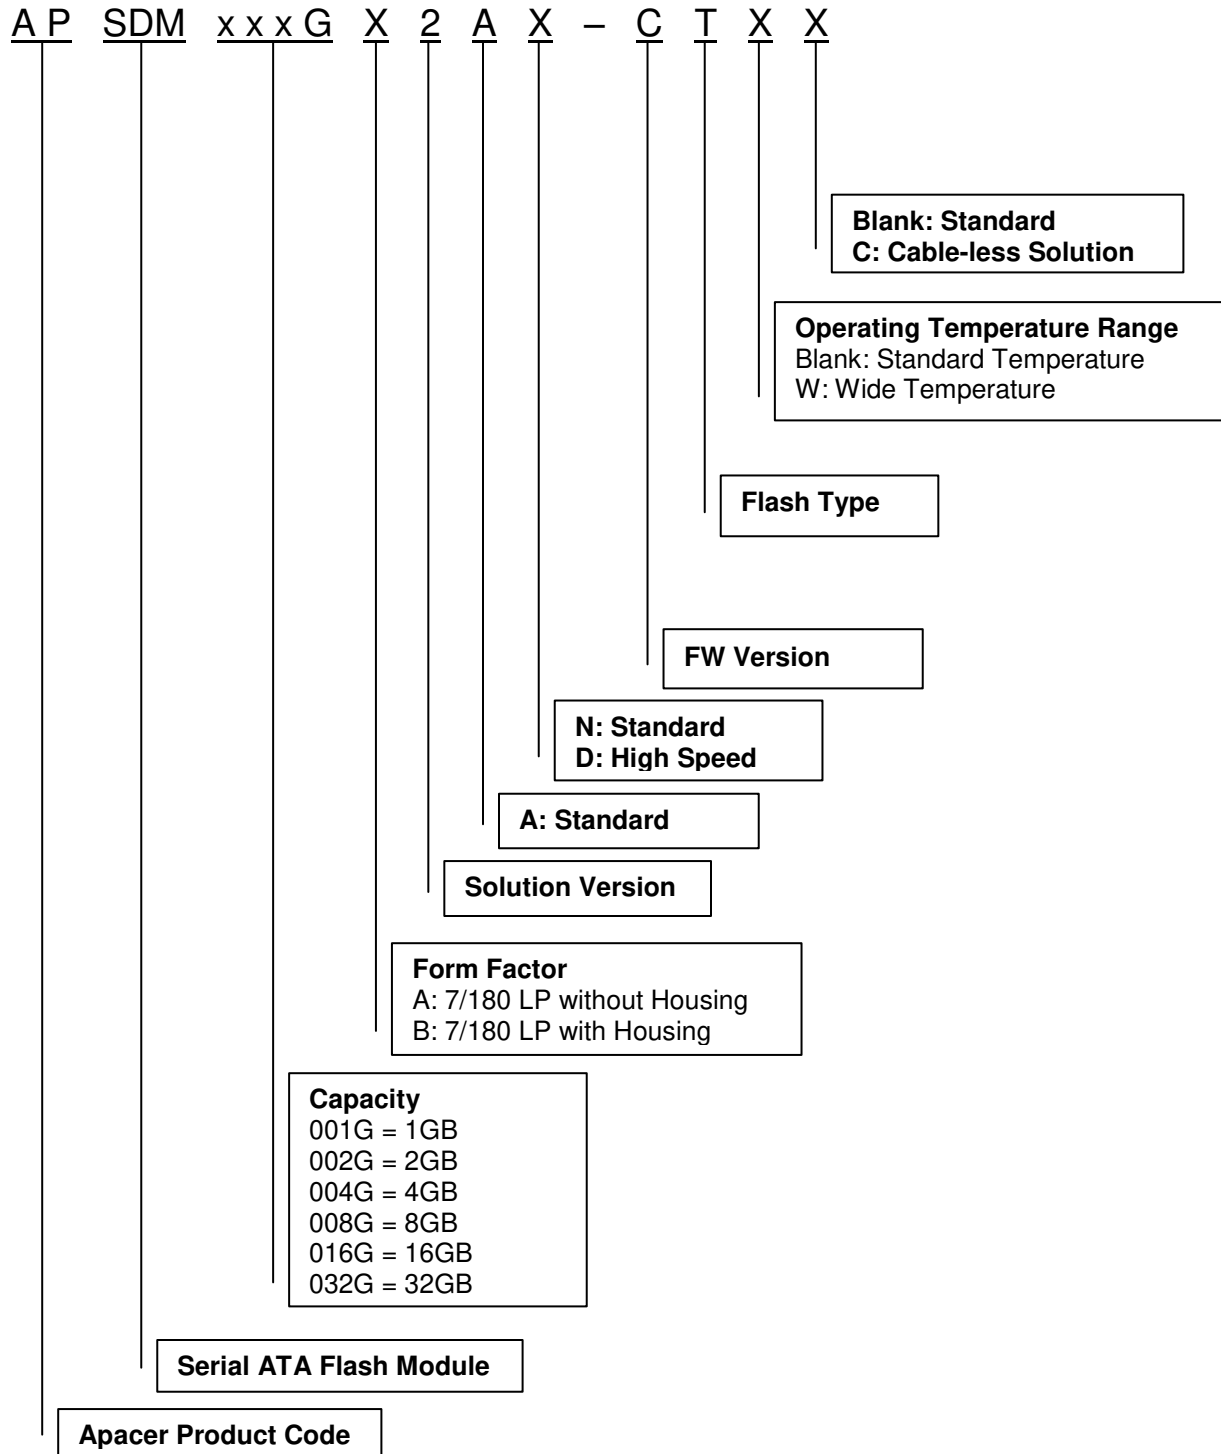 AP SDM xxxG X 2 A X – C T X X
Blank: Standard
C: Cable-less Solution
Operating Temperature Range
Blank: Standard Temperature
W: Wide Temperature
Flash Type
FW Version
N: Standard
D: High Speed
A: Standard
Solution Version
Form Factor
A: 7/180 LP without Housing
B: 7/180 LP with Housing
Capacity
001G = 1GB
002G = 2GB
004G = 4GB
008G = 8GB
016G = 16GB
032G = 32GB
Serial ATA Flash Module
Apacer Product Code